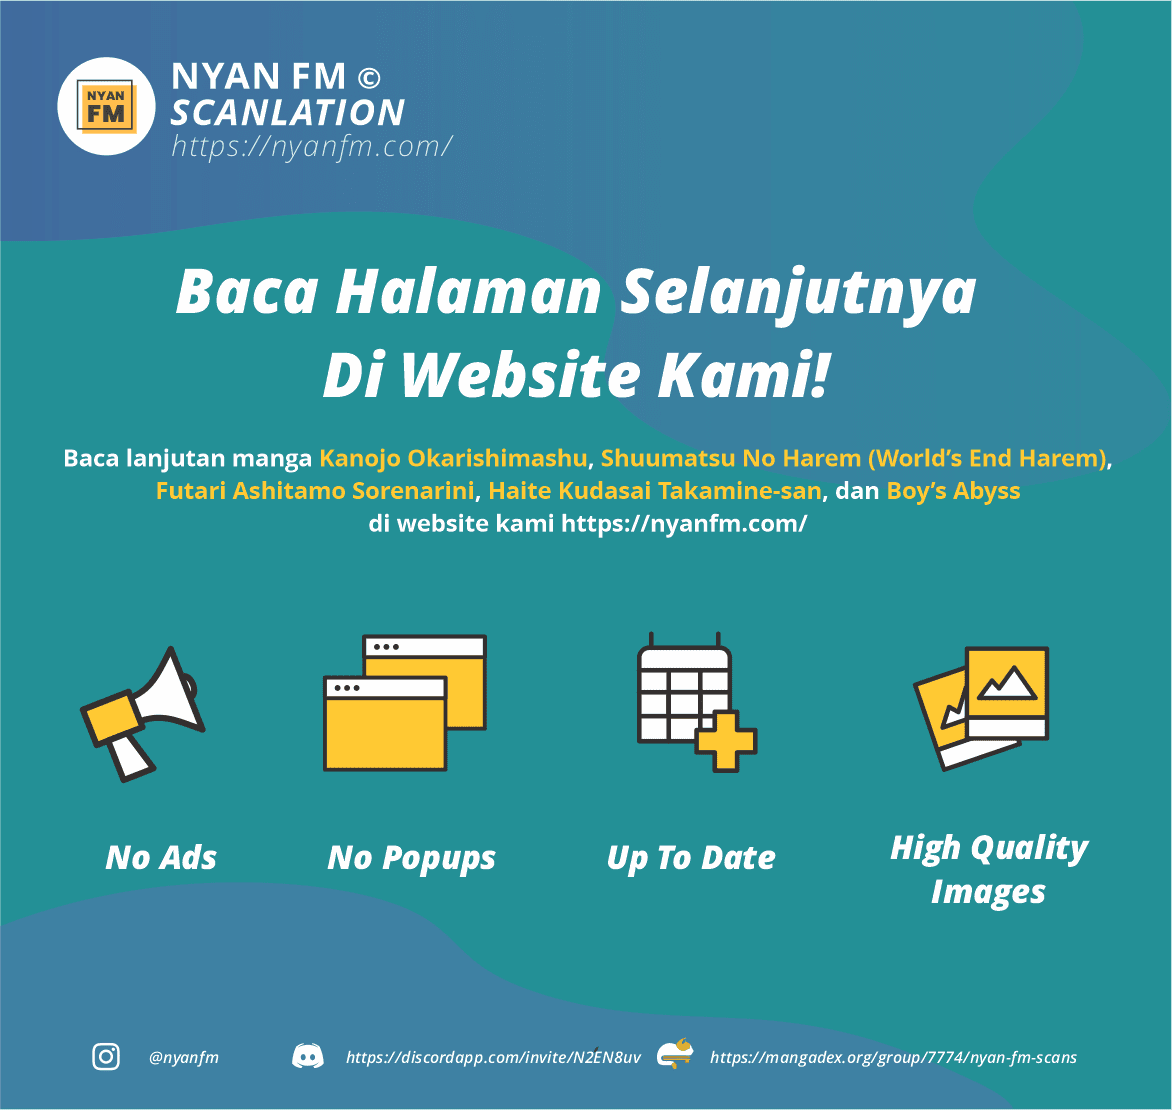 NYAN
FM
NYAN FM ©
SCANLATION
https://nyanfm.com/
Baca Halaman Selanjutnya
Di Website Kami!
Baca lanjutan manga Kanojo Okarishimashu, Shuumatsu No Harem (World's End Harem),
Futari Ashitamo Sorenarini, Haite Kudasai Takamine-san, dan Boy's Abyss
di website kami https://nyanfm.com/
No Ads
No Popups
Up To Date
High Quality
Images
@nyanfm
https://discordapp.com/invite/N2EN8uv
https://mangadex.org/group/7774/nyan-fm-scans